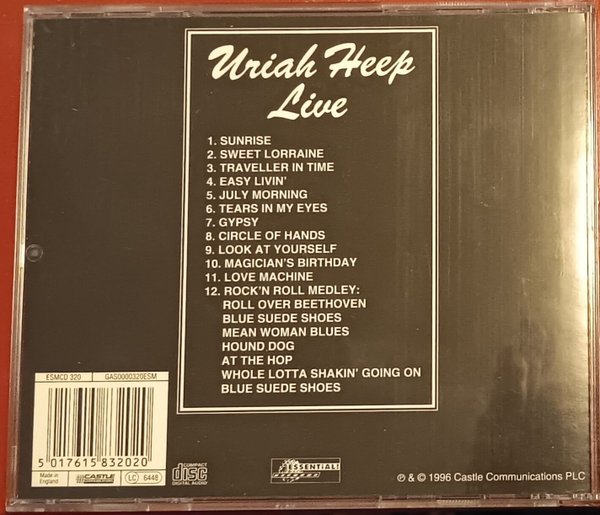 Uriah Heep
Live
1. SUNRISE
2. SWEET LORRAINE
3. TRAVELLER IN TIME
4. EASY LIVIN'
5. JULY MORNING
6. TEARS IN MY EYES
7. GYPSY
8. CIRCLE OF HANDS
9. LOOK AT YOURSELF
10. MAGICIAN'S BIRTHDAY
11. LOVE MACHINE
12. ROCK'N ROLL MEDLEY:
ROLL OVER BEETHOVEN
BLUE SUEDE SHOES
MEAN WOMAN BLUES
HOUND DOG
AT THE HOP
WHOLE LOTTA SHAKIN' GOING ON
BLUE SUEDE SHOES
ESMCD 320 GAS0000320ESM
5 017615 832020
Made in
England
CASTLE
LC 6448
COMPACT
disc
DIGITAL AUDIO
ESSENTIAL!
℗ & © 1996 Castle Communications PLC